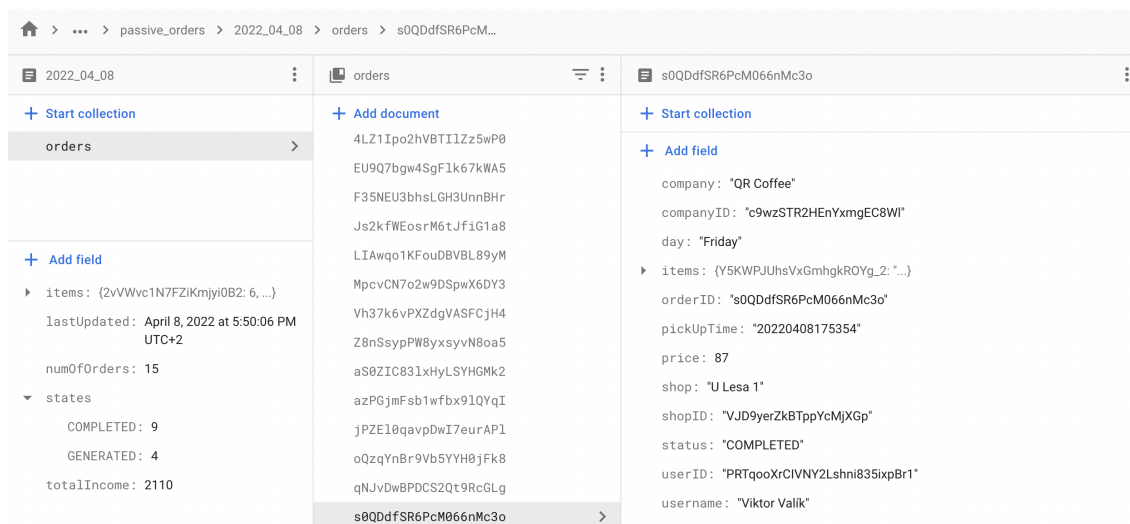 ... passive_orders 2022_04_08 orders s0QDdfSR6PcM...
2022_04_08
Start collection
orders
Add field
items: {2vVWvc1N7FZiKmjyi0B2: 6, ...}
lastUpdated: April 8, 2022 at 5:50:06 PM
UTC+2
numOfOrders: 15
states
COMPLETED: 9
GENERATED: 4
totalIncome: 2110
orders
Add document
4LZ1Ipo2hVBTIlZz5wP0
EU9Q7bgw4SgFlk67kWA5
F35NEU3bhsLGH3UnnBHr
Js2kfWEosrM6tJfiG1a8
LIAwqo1KFouDBVBL89yM
MpcvCN7o2w9DSpwX6DY3
Vh37k6vPXZdgVASFCjH4
Z8nSsypPW8yxsyvN8oa5
aS0ZIC83lxHyLSYHGMk2
azPGjmFsb1wfbx9lQYqI
jPZEl0qavpDwI7eurAPl
oQzqYnBr9Vb5YYH0jFk8
qNJvDwBPDCS2Qt9RcGLg
s0QDdfSR6PcM066nMc3o
s0QDdfSR6PcM066nMc3o
Start collection
Add field
company: "QR Coffee"
companyID: "c9wzSTR2HEnYxmgEC8Wl"
day: "Friday"
items: {Y5KWPJUhsVxGmhgkROYg_2: "...}
orderID: "s0QDdfSR6PcM066nMc3o"
pickUpTime: "20220408175354"
price: 87
shop: "U Lesa 1"
shopID: "VJD9yerZkBTppYcMjXGp"
status: "COMPLETED"
userID: "PRTqooXrCIVNY2Lshni835ixpBr1"
username: "Viktor Valík"